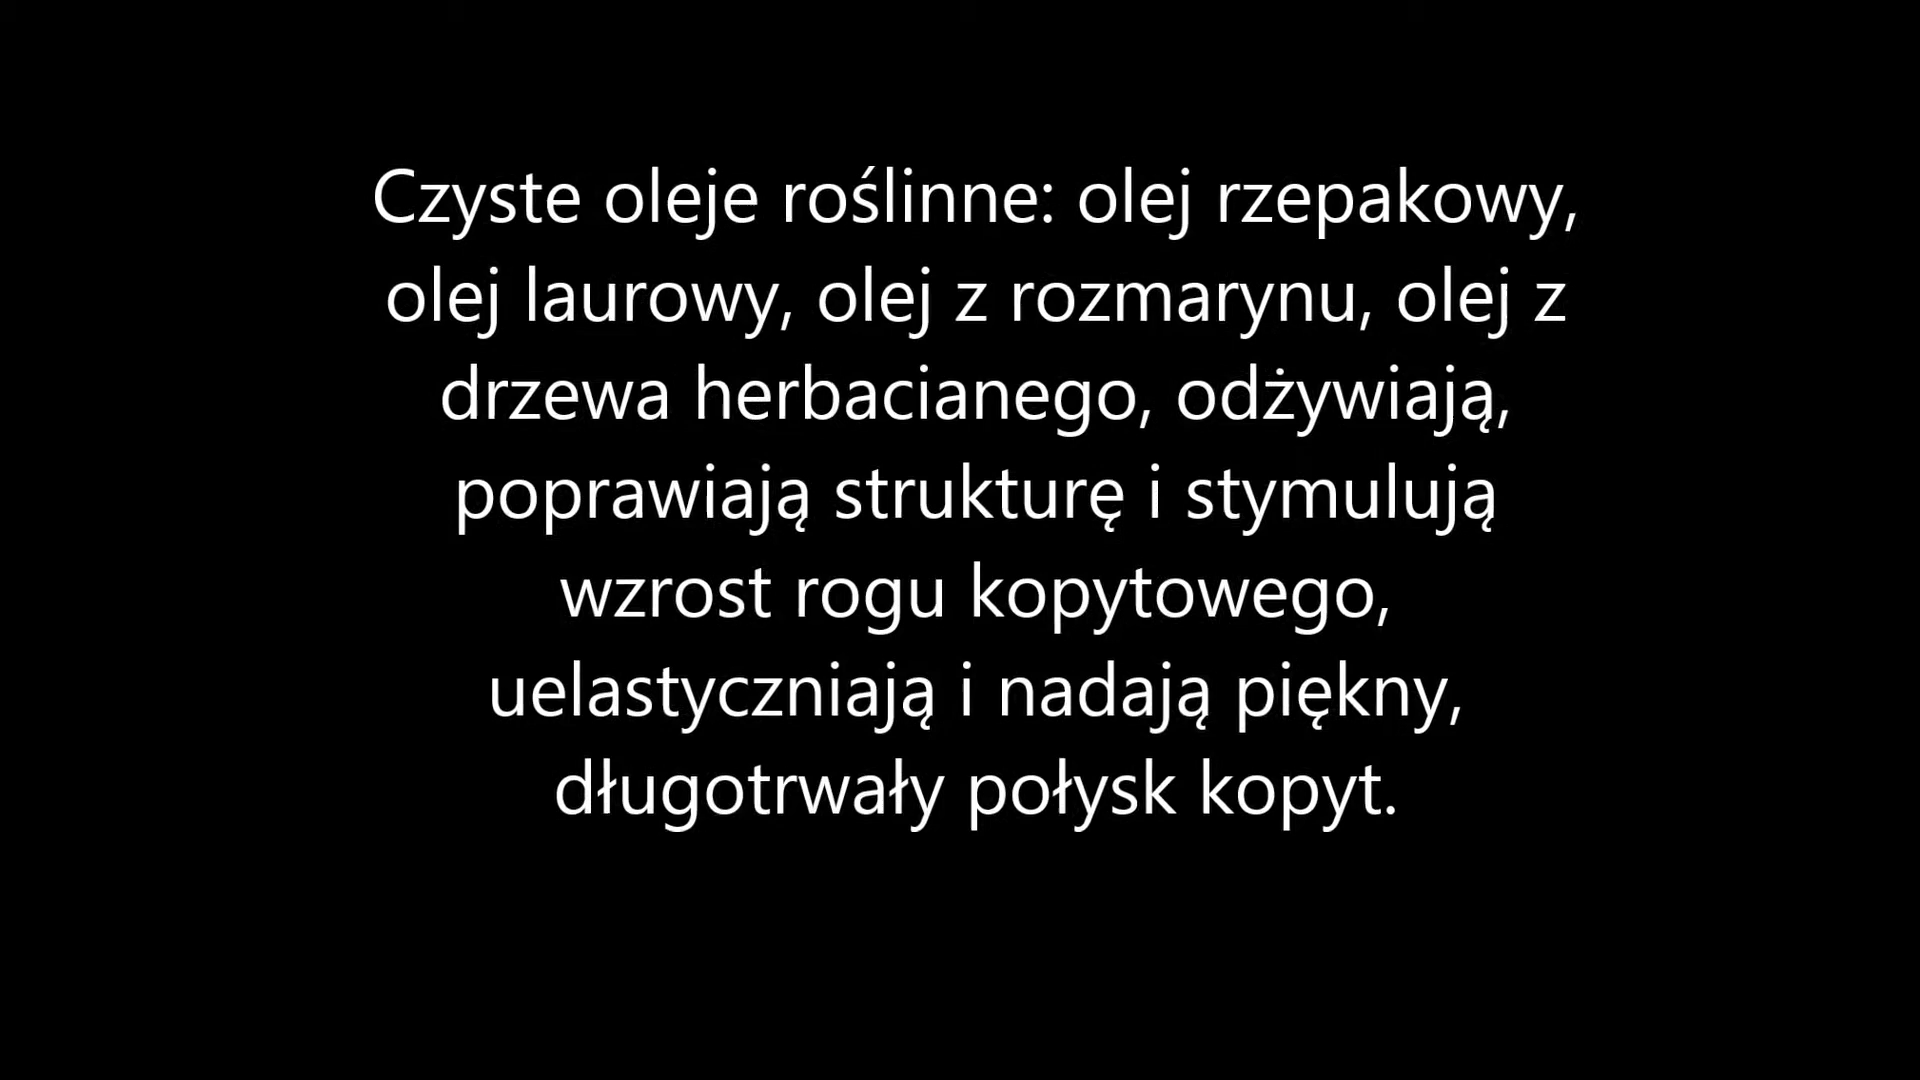 Czyste oleje roślinne: olej rzepakowy,
olej laurowy, olej z rozmarynu, olej z
drzewa herbacianego, odżywiają,
poprawiają strukturę i stymulują
wzrost rogu kopytowego,
uelastyczniają i nadają piękny,
długotrwały połysk kopyt.